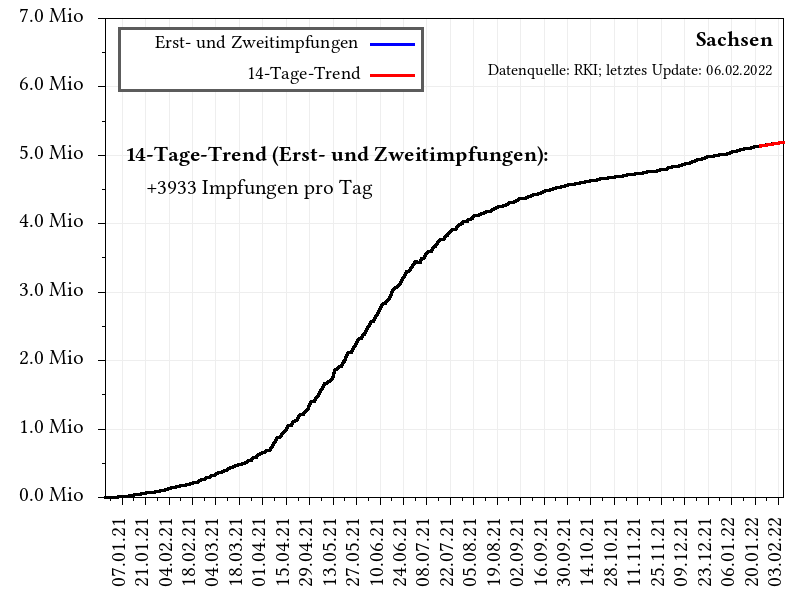 7.0 Mio
6.0 Mio
5.0 Mio
4.0 Mio
3.0 Mio
2.0 Mio
1.0 Mio
0.0 Mio
Erst- und Zweitimpfungen
14-Tage-Trend
Sachsen
Datenquelle: RKI; letztes Update: 06.02.2022
14-Tage-Trend (Erst- und Zweitimpfungen):
+3933 Impfungen pro Tag
07.01.21
21.01.21
04.02.21
18.02.21
04.03.21
18.03.21
01.04.21
15.04.21
29.04.21
13.05.21
27.05.21
10.06.21
24.06.21
08.07.21
22.07.21
05.08.21
19.08.21
02.09.21
16.09.21
30.09.21
14.10.21
28.10.21
11.11.21
25.11.21
09.12.21
23.12.21
06.01.22
20.01.22
03.02.22